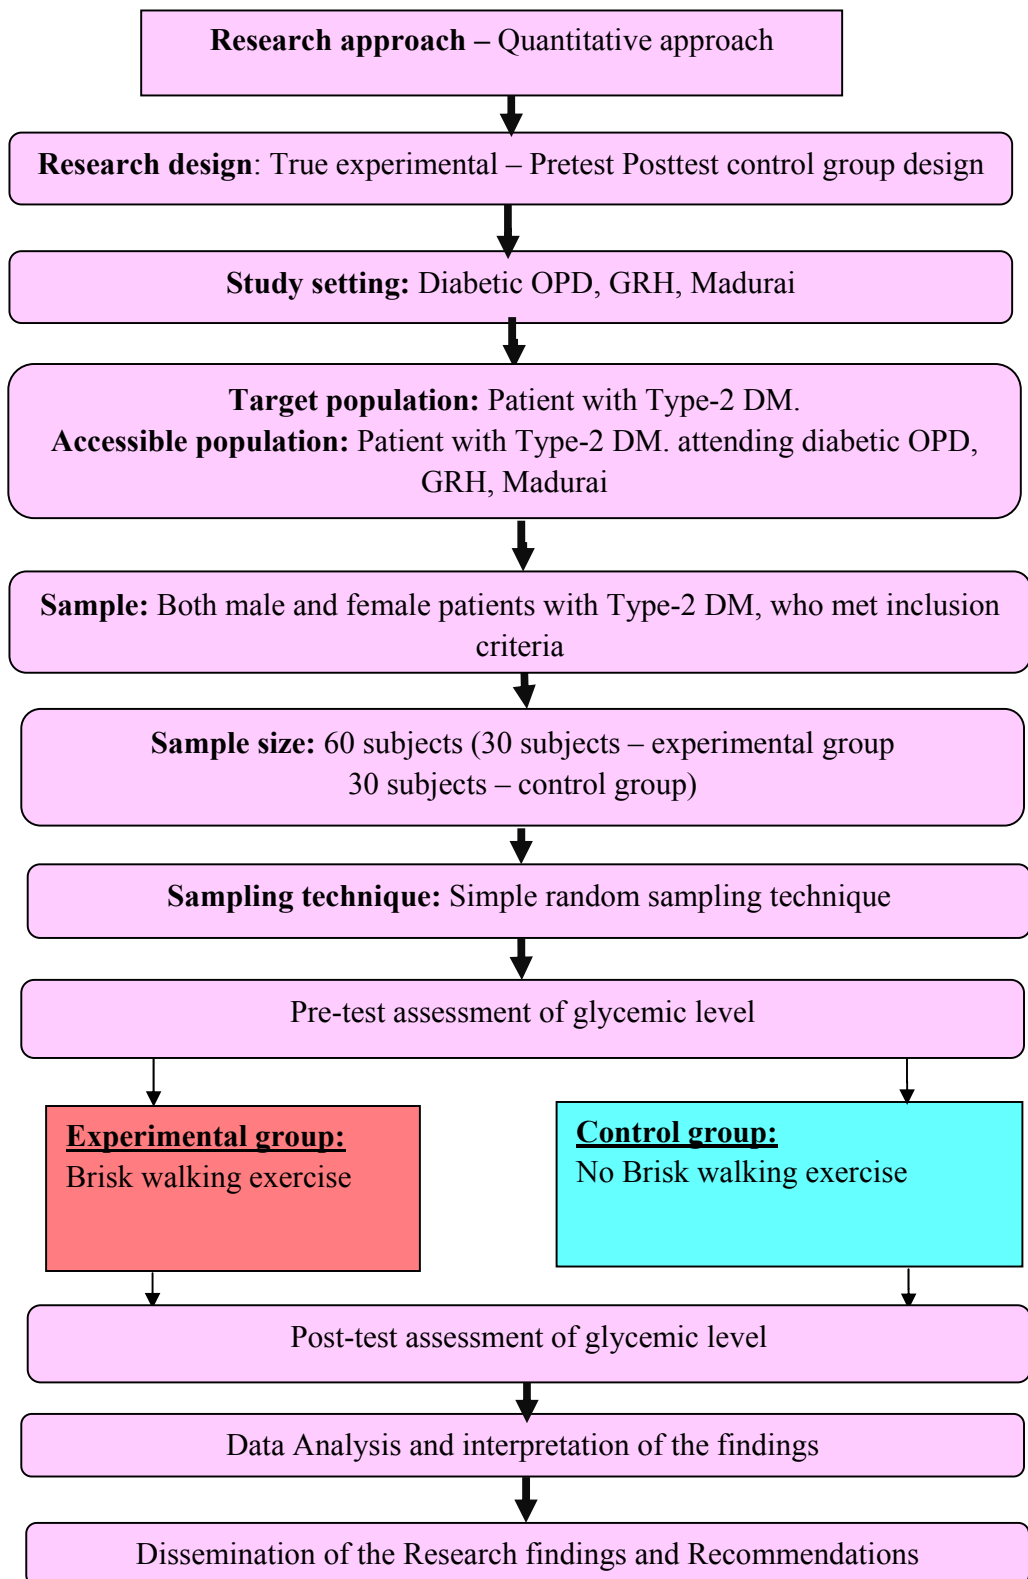 Research approach – Quantitative approach
Research design: True experimental – Pretest Posttest control group design
Study setting: Diabetic OPD, GRH, Madurai
Target population: Patient with Type-2 DM.
Accessible population: Patient with Type-2 DM. attending diabetic OPD,
GRH, Madurai
Sample: Both male and female patients with Type-2 DM, who met inclusion
criteria
Sample size: 60 subjects (30 subjects – experimental group
30 subjects – control group)
Sampling technique: Simple random sampling technique
Pre-test assessment of glycemic level
Experimental group:
Brisk walking exercise
Control group:
No Brisk walking exercise
Post-test assessment of glycemic level
Data Analysis and interpretation of the findings
Dissemination of the Research findings and Recommendations